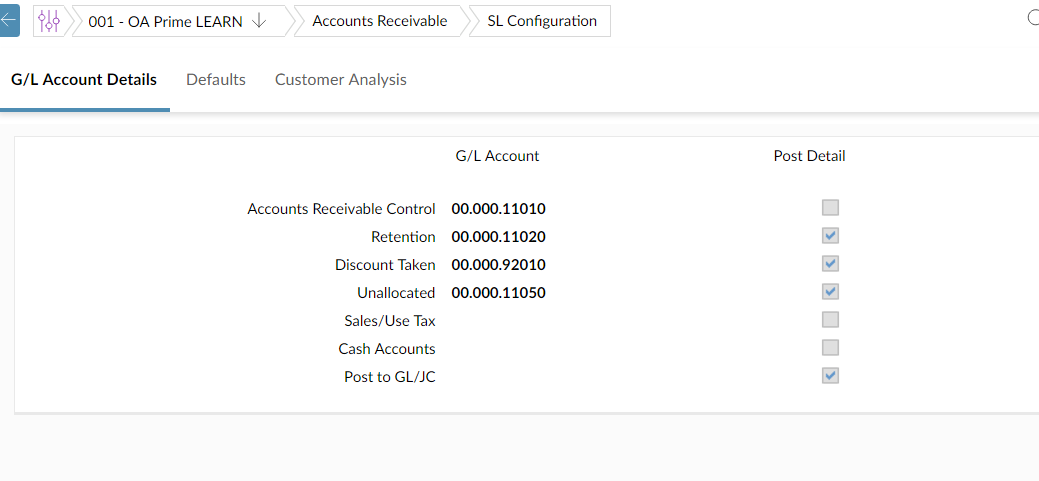 001 - OA Prime LEARN Accounts Receivable SL Configuration
G/L Account Details Defaults Customer Analysis
G/L Account Post Detail
Accounts Receivable Control 00.000.11010
Retention 00.000.11020
Discount Taken 00.000.92010
Unallocated 00.000.11050
Sales/Use Tax
Cash Accounts
Post to GL/JC